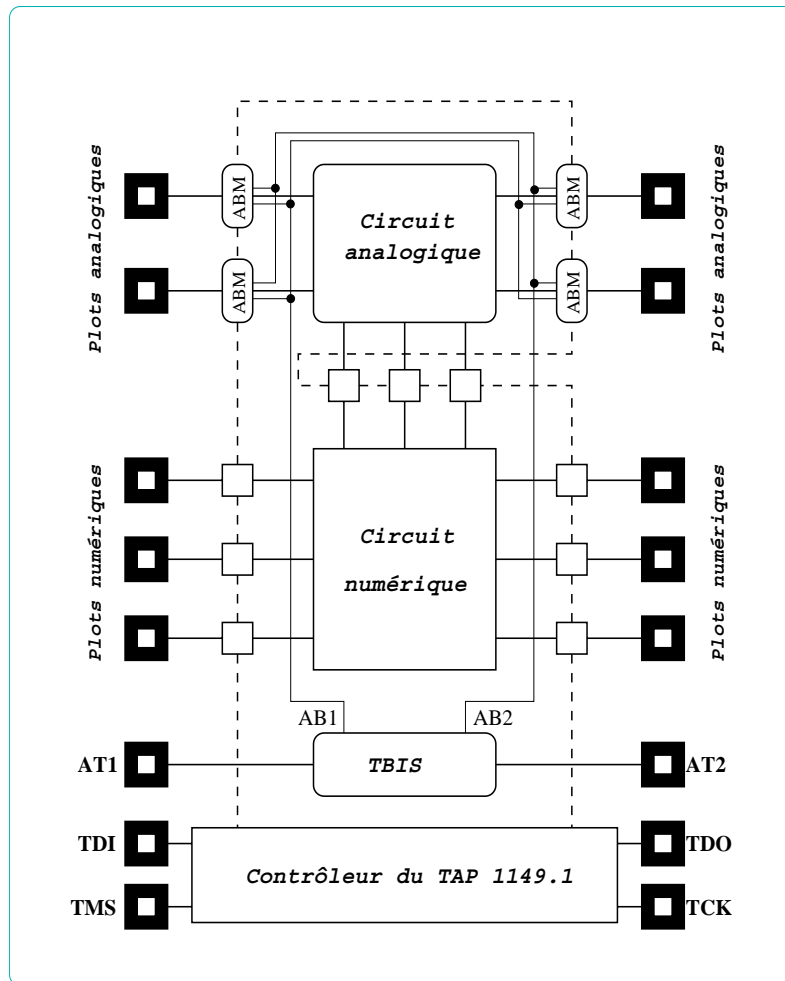 Plots analogiques
ABM
ABM
Circuit
analogique
ABM
ABM
Plots analogiques
Plots numériques
Circuit
numérique
Plots numériques
AB1
AB2
AT1
TBIS
AT2
TDI
TDO
Contrôleur du TAP 1149.1
TMS
TCK